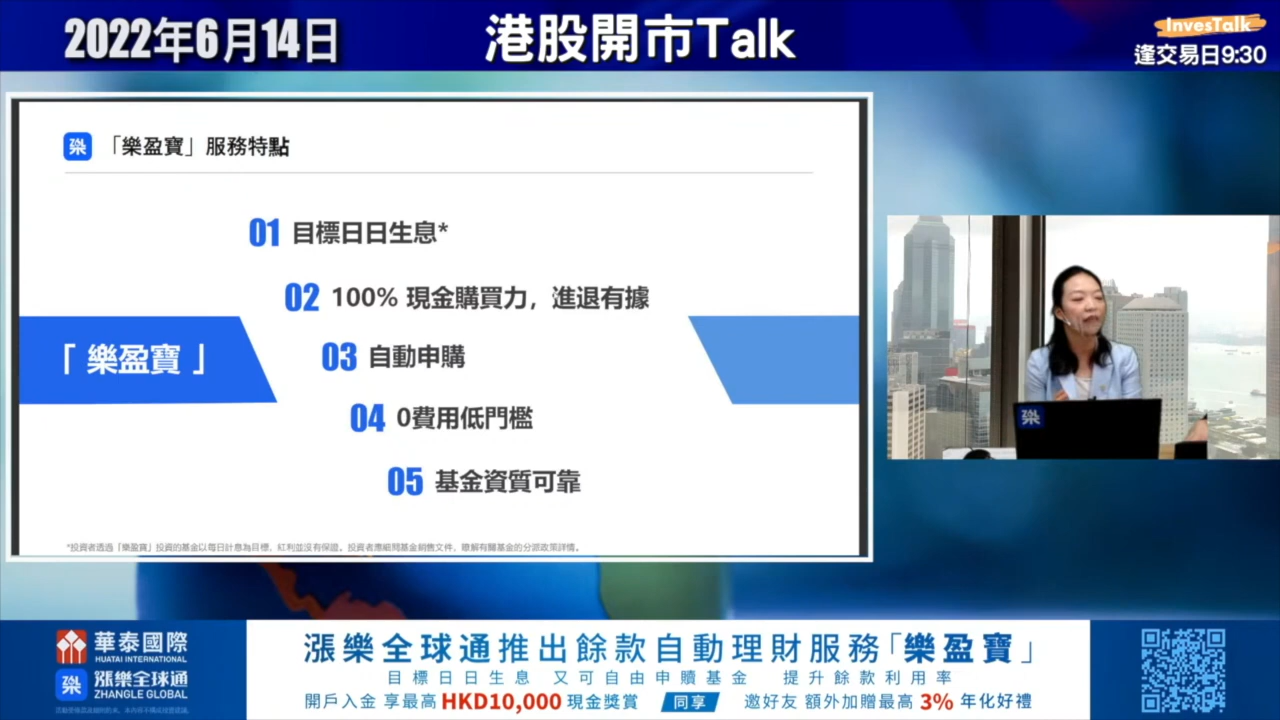 2022年6月14日
港股開市Talk
InvesTalk
逢交易日9:30
「樂盈寶」服務特點
01 目標日日生息*
02 100% 現金購買力，進退有據
「 樂盈寶 」
03 自動申購
04 0費用低門檻
05 基金資質可靠
*投資者透過「樂盈寶」投資的基金以每日計息為目標，紅利並沒有保證。投資者應細閱基金銷售文件，瞭解有關基金的分派政策詳情。
華泰國際
HUATAI INTERNATIONAL
漲樂全球通
ZHANGLE GLOBAL
漲樂全球通推出餘款自動理財服務「樂盈寶」
目標日日生息 又可自由申贖基金 提升餘款利用率
開戶入金 享最高 HKD10,000 現金獎賞 同享 邀好友 額外加贈最高 3% 年化好禮